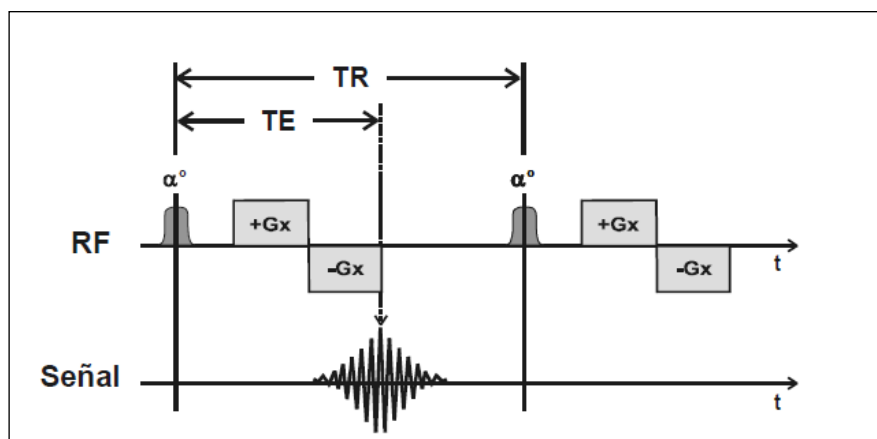 TR
TE
α° α°
RF +Gx -Gx +Gx -Gx t
Señal t